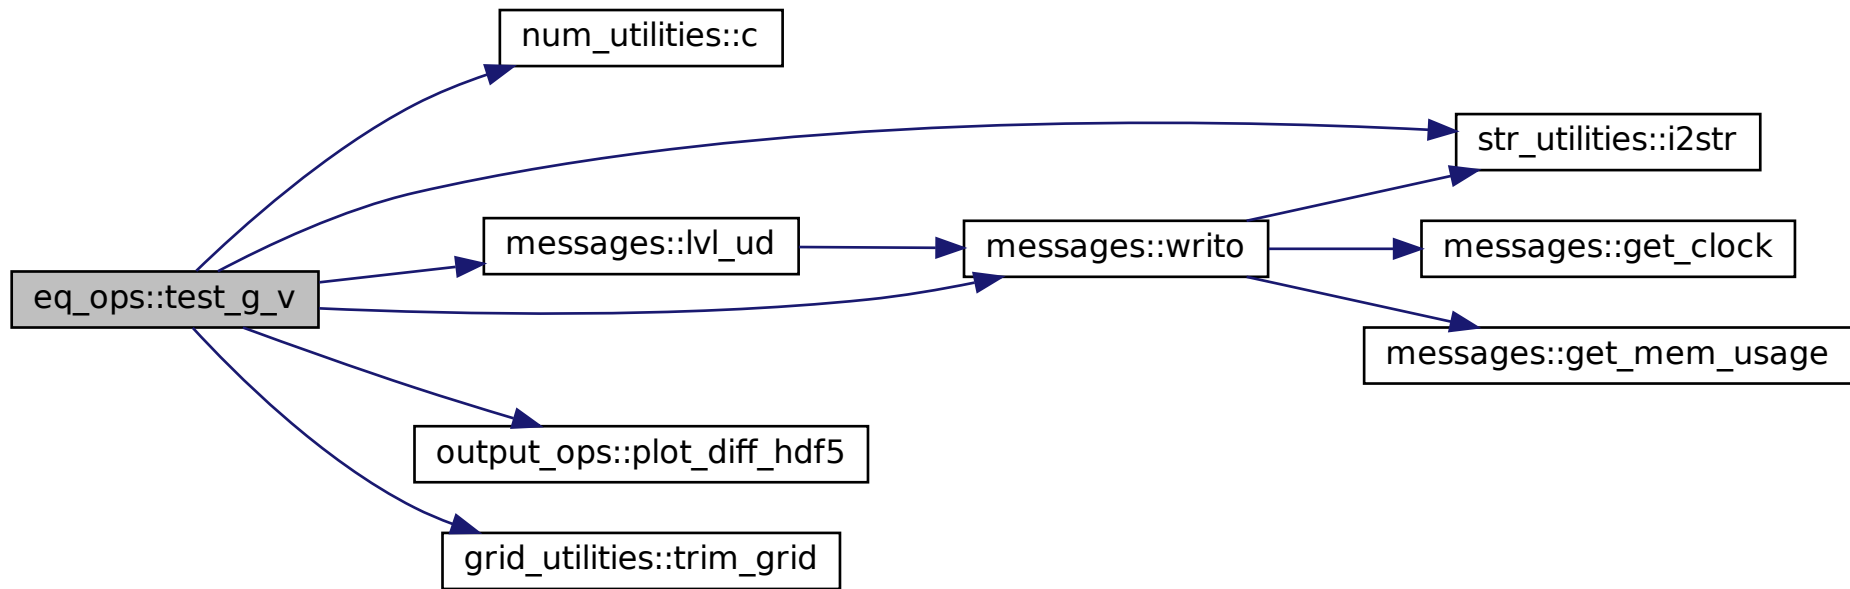 num_utilities::c
str_utilities::i2str
messages::lvl_ud
messages::writo
messages::get_clock
eq_ops::test_g_v
messages::get_mem_usage
output_ops::plot_diff_hdf5
grid_utilities::trim_grid